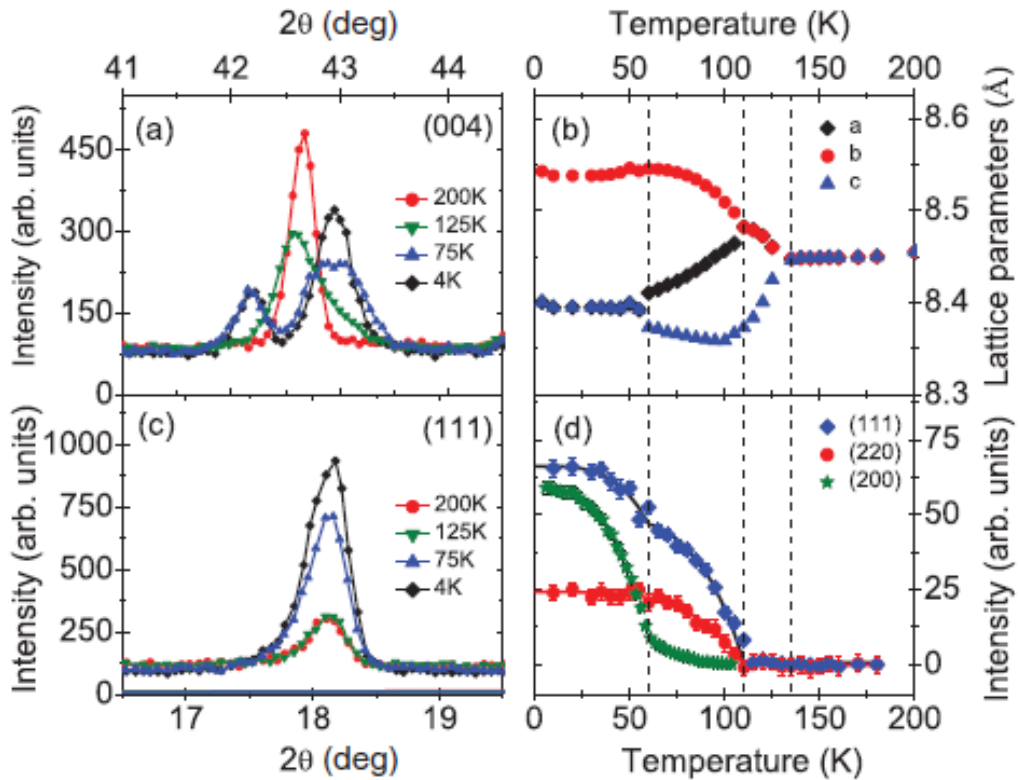 2θ (deg)
41 42 43 44
Temperature (K)
0 50 100 150 200
Intensity (arb. units)
450
300
150
0
(a)
(004)
200K
125K
75K
4K
(b)
a
b
c
8.6
8.5
8.4
8.3
Lattice parameters (Å)
Intensity (arb. units)
1000
750
500
250
0
(c)
(111)
200K
125K
75K
4K
(d)
(111)
(220)
(200)
75
50
25
0
Intensity (arb. units)
17 18 19
2θ (deg)
0 50 100 150 200
Temperature (K)